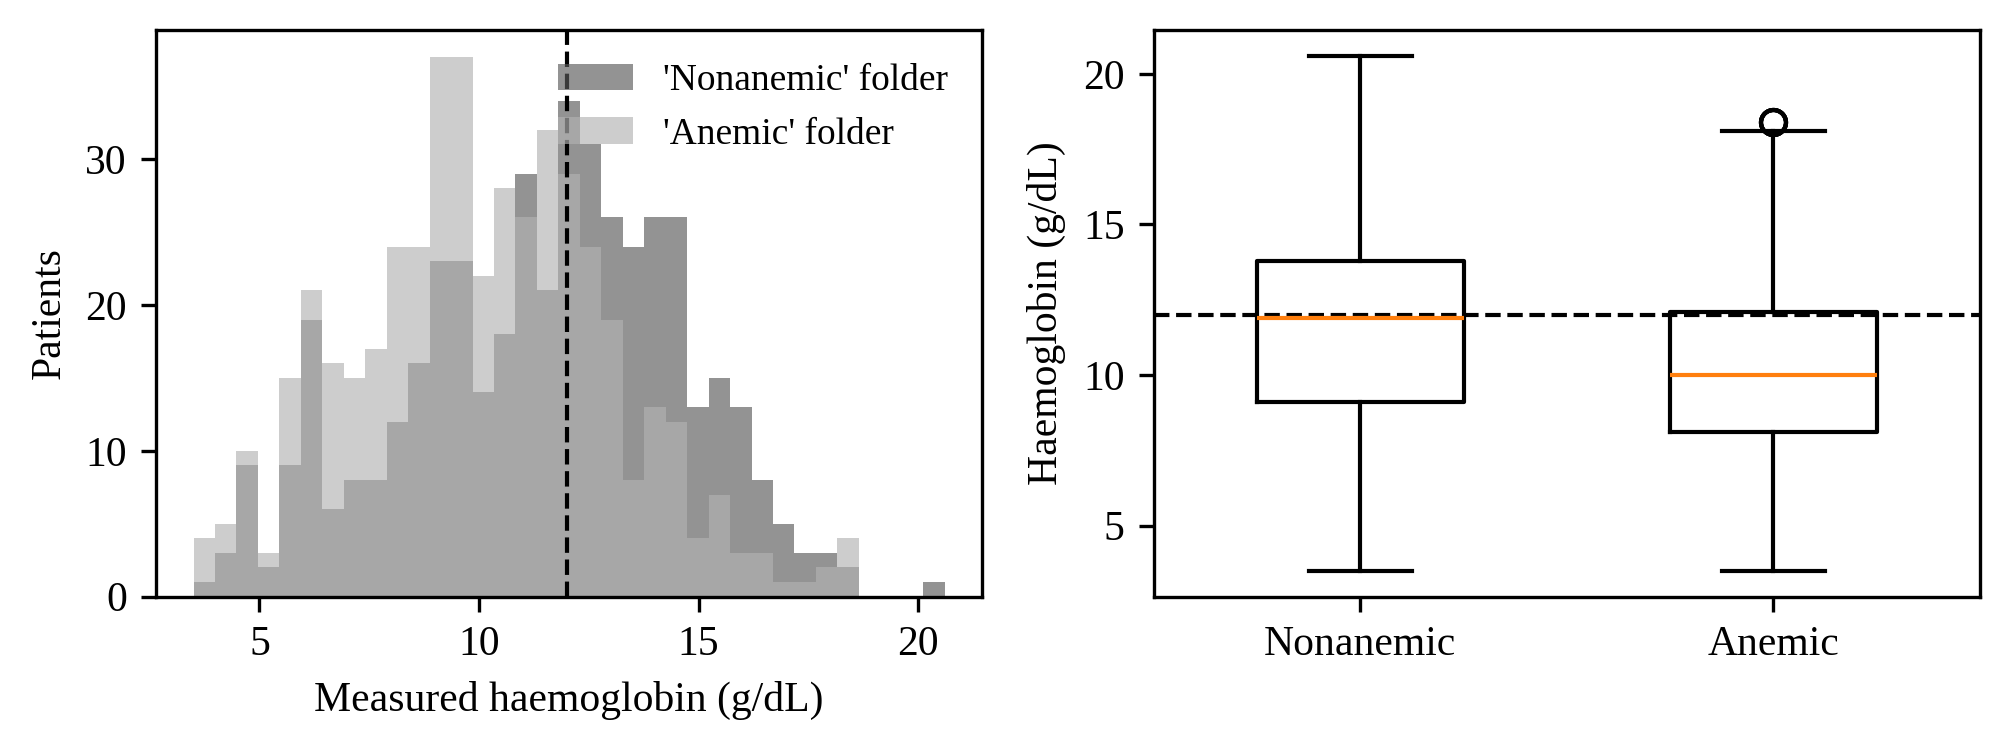 'Nonanemic' folder
'Anemic' folder
30
20
10
0
5
10
15
20
Patients
Measured haemoglobin (g/dL)
20
15
10
5
Haemoglobin (g/dL)
Nonanemic
Anemic